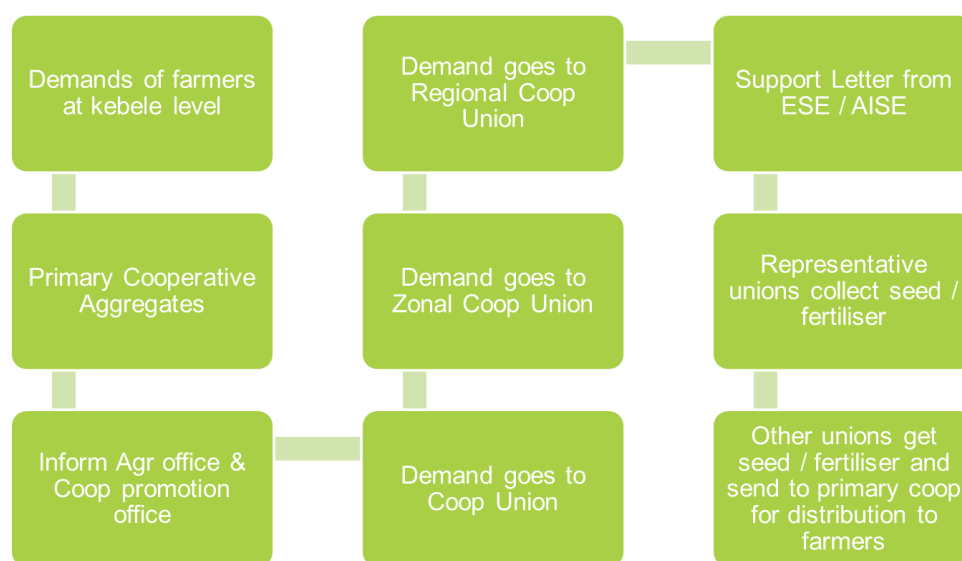 Demands of farmers
at kebele level
Primary Cooperative
Aggregates
Inform Agr office &
Coop promotion
office
Demand goes to
Coop Union
Demand goes to
Zonal Coop Union
Demand goes to
Regional Coop
Union
Support Letter from
ESE / AISE
Representative
unions collect seed /
fertiliser
Other unions get
seed / fertiliser and
send to primary coop
for distribution to
farmers